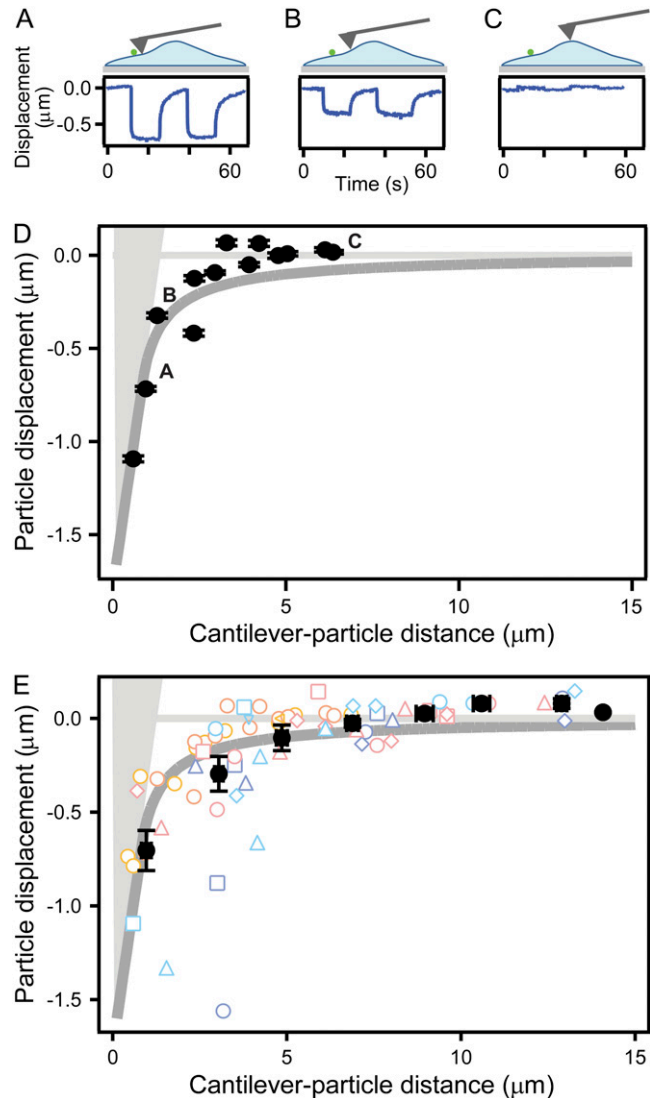 A
B
C
Displacement
(μm)
0.0
-0.5
0
60
0
60
0
60
Time (s)
D
Particle displacement (μm)
0.0
-0.5
-1.0
-1.5
A
B
C
0
5
10
15
Cantilever-particle distance (μm)
E
Particle displacement (μm)
0.0
-0.5
-1.0
-1.5
0
5
10
15
Cantilever-particle distance (μm)